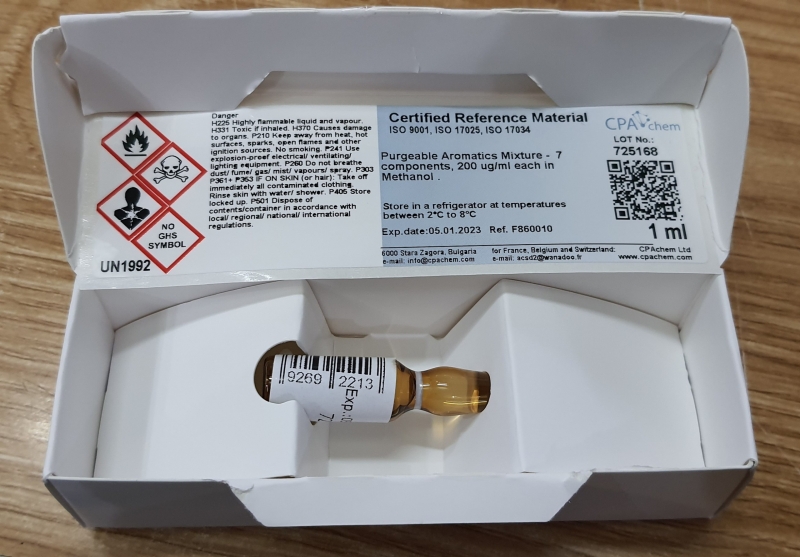 Danger
H225 Highly flammable liquid and vapour.
H331 Toxic if inhaled. H370 Causes damage
to organs. P210 Keep away from heat, hot
surfaces, sparks, open flames and other
ignition sources. No smoking. P241 Use
explosion-proof electrical/ ventilating/
lighting equipment. P260 Do not breathe
dust/ fume/ gas/ mist/ vapours/ spray. P303
P361+ P353 IF ON SKIN (or hair): Take off
immediately all contaminated clothing.
Rinse skin with water/ shower. P405 Store
locked up. P501 Dispose of
contents/container in accordance with
local/ regional/ national/ international
regulations.
NO
GHS
SYMBOL
UN1992
Certified Reference Material
ISO 9001, ISO 17025, ISO 17034
Purgeable Aromatics Mixture - 7
components, 200 ug/ml each in
Methanol .
Store in a refrigerator at temperatures
between 2°C to 8°C
Exp.date:05.01.2023 Ref. F860010
CPAchem
LOT No.:
725168
1 ml
6000 Stara Zagora, Bulgaria
e-mail: info@cpachem.com
for France, Belgium and Switzerland:
e-mail: acsd2@wanadoo.fr
CPAchem Ltd
www.cpachem.com
9269 2213
Exp.: